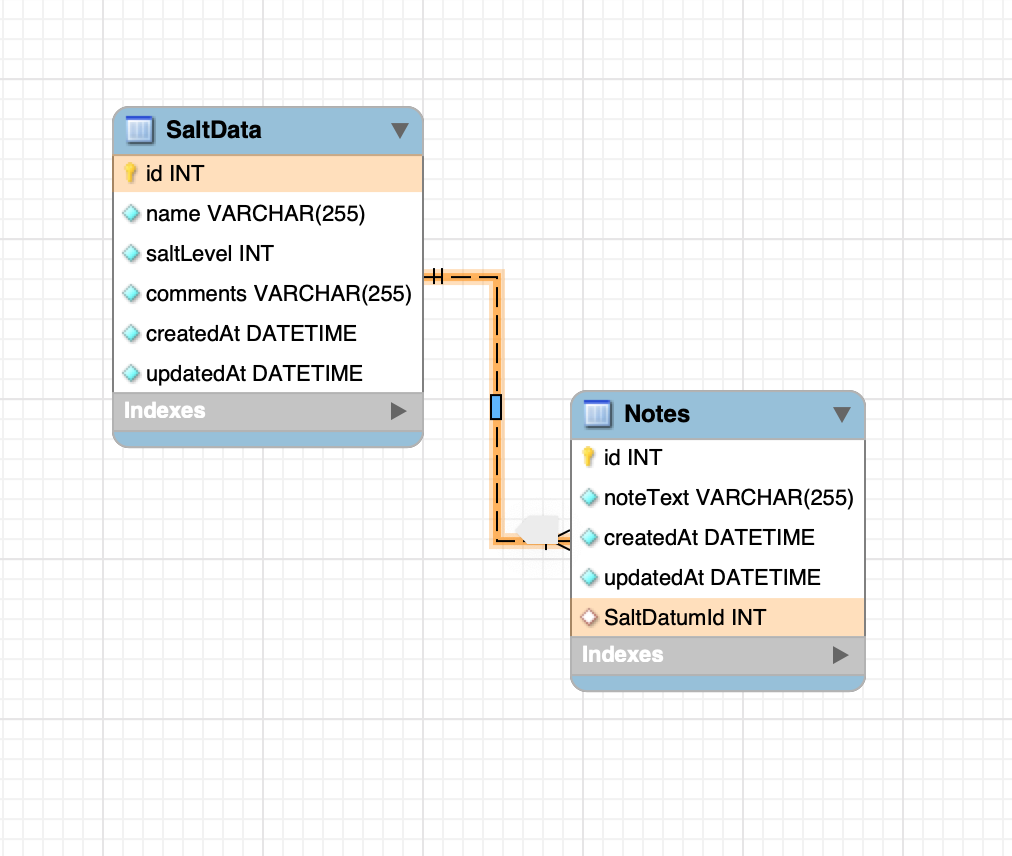 SaltData
id INT
name VARCHAR(255)
saltLevel INT
comments VARCHAR(255)
createdAt DATETIME
updatedAt DATETIME
Indexes
Notes
id INT
noteText VARCHAR(255)
createdAt DATETIME
updatedAt DATETIME
SaltDatumId INT
Indexes